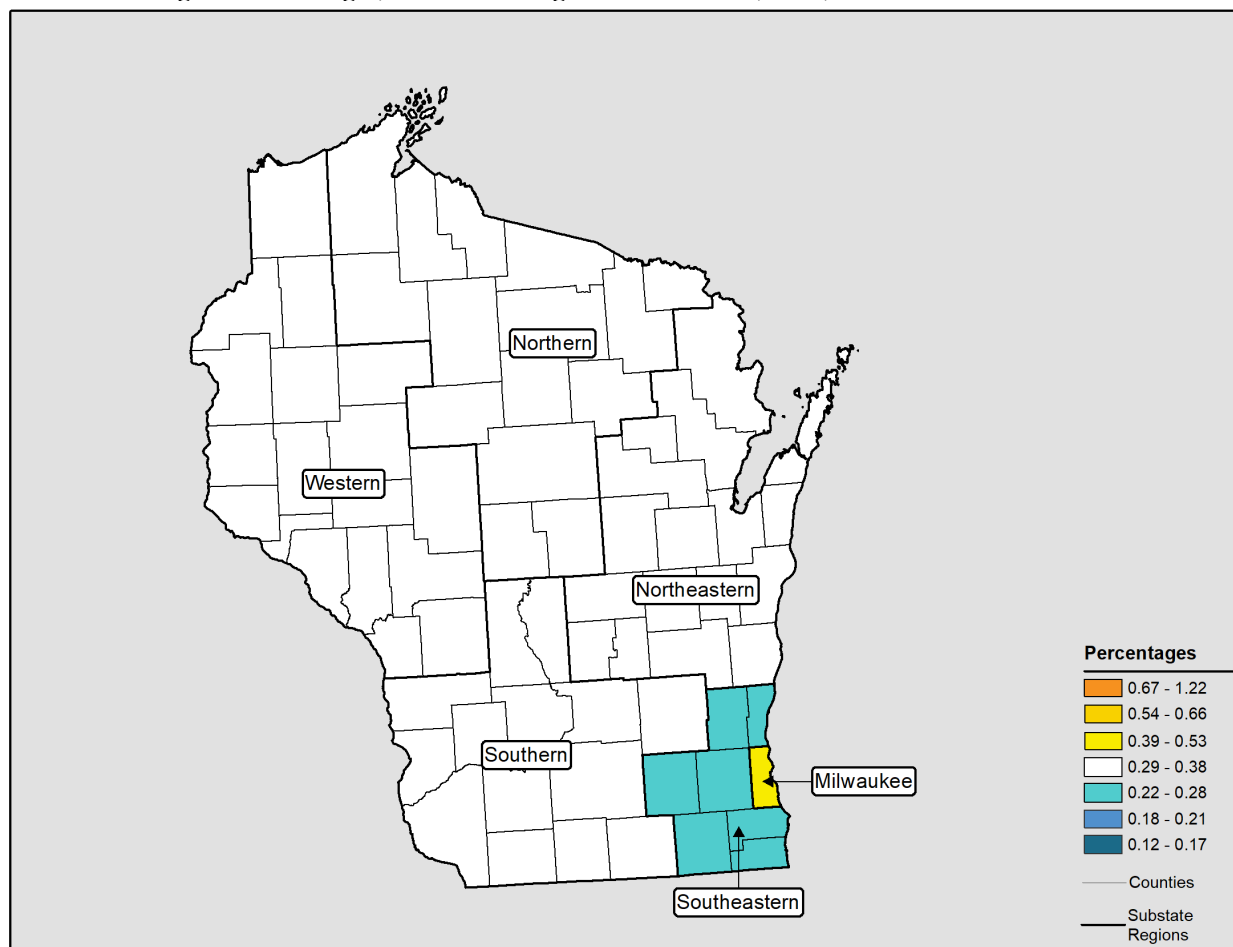 Northern
Western
Northeastern
Southern
Milwaukee
Southeastern
Percentages
0.67 - 1.22
0.54 - 0.66
0.39 - 0.53
0.29 - 0.38
0.22 - 0.28
0.18 - 0.21
0.12 - 0.17
Counties
Substate
Regions